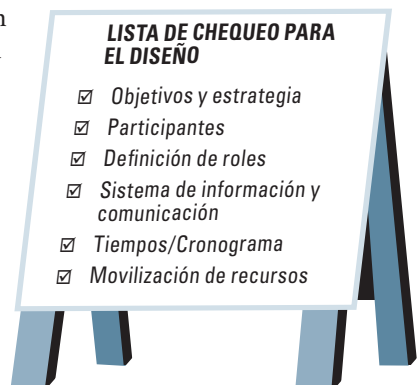 LISTA DE CHEQUEO PARA
EL DISEÑO
☑ Objetivos y estrategia
☑ Participantes
☑ Definición de roles
☑ Sistema de información y
comunicación
☑ Tiempos/Cronograma
☑ Movilización de recursos